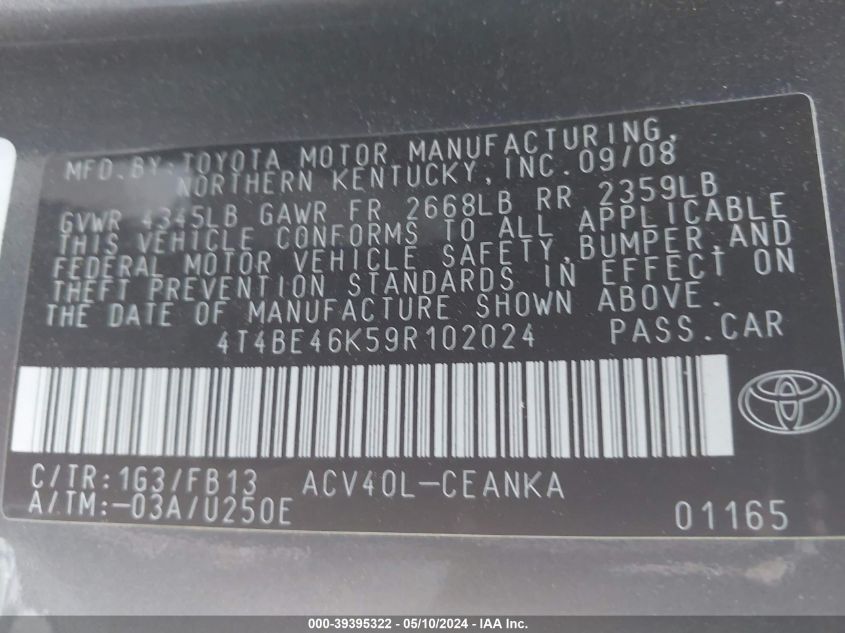 MFD.BY:TOYOTA MOTOR MANUFACTURING,
NORTHERN KENTUCKY, INC.09/08
GVWR 4345LB GAWR FR 2668LB RR 2359LB
THIS VEHICLE CONFORMS TO ALL APPLICABLE
FEDERAL MOTOR VEHICLE SAFETY,BUMPER,AND
THEFT PREVENTION STANDARDS IN EFFECT ON
THE DATE OF MANUFACTURE SHOWN ABOVE.
4T4BE46K59R102024 PASS.CAR
C/TR:1G3/FB13 ACV40L-CEANKA
A/TM:-03A/U250E 01165
000-39395322 / 05/10/2024 - IAA Inc.